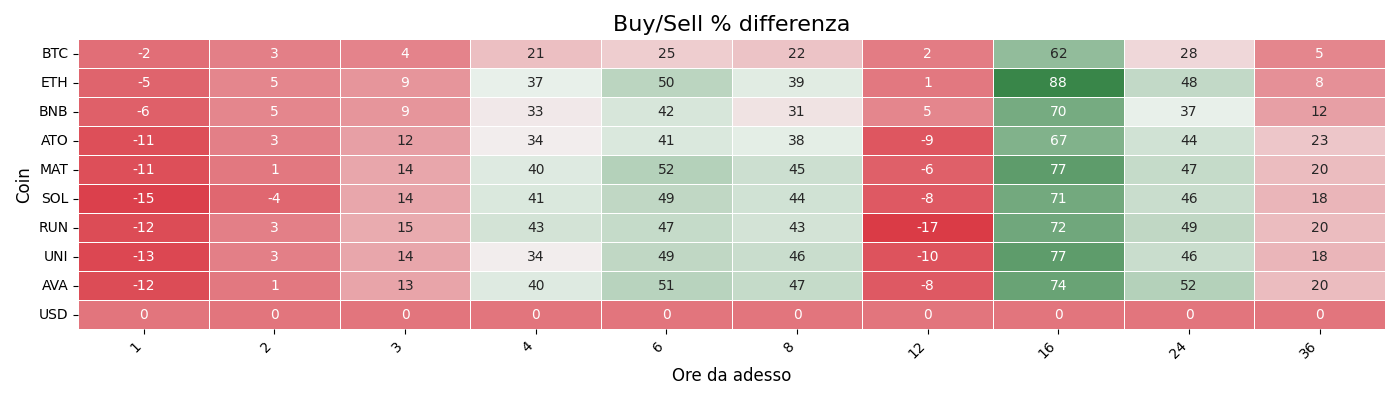 Buy/Sell % differenza
Coin
BTC -2 3 4 21 25 22 2 62 28 5
ETH -5 5 9 37 50 39 1 88 48 8
BNB -6 5 9 33 42 31 5 70 37 12
ATO -11 3 12 34 41 38 -9 67 44 23
MAT -11 1 14 40 52 45 -6 77 47 20
SOL -15 -4 14 41 49 44 -8 71 46 18
RUN -12 3 15 43 47 43 -17 72 49 20
UNI -13 3 14 34 49 46 -10 77 46 18
AVA -12 1 13 40 51 47 -8 74 52 20
USD 0 0 0 0 0 0 0 0 0 0
1 2 3 4 6 8 12 16 24 36
Ore da adesso